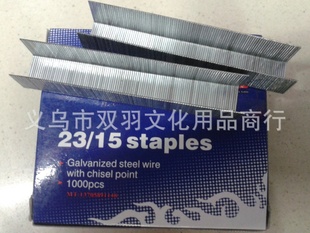 义乌市双羽文化用品商行
23/15 staples
Galvanized steel wire
with chisel point
1000pcs